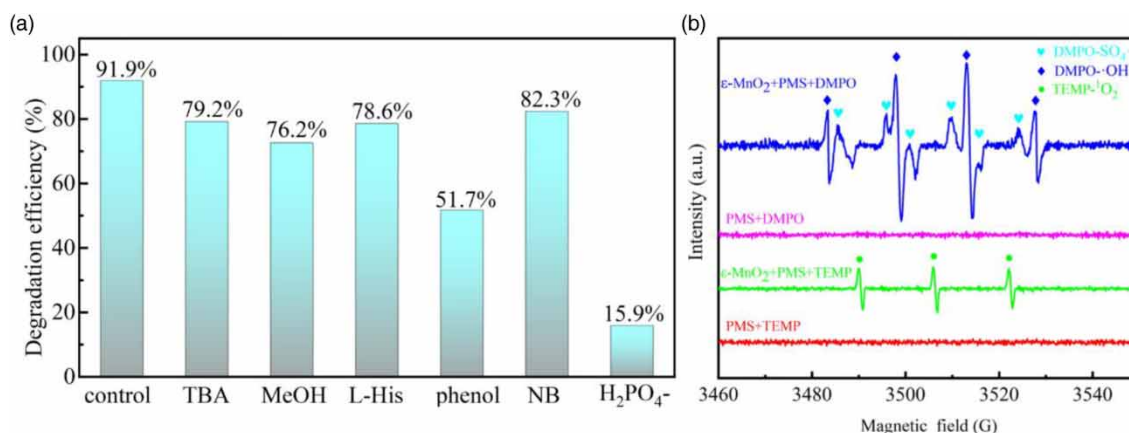 (a)
Degradation efficiency (%)
100
80
60
40
20
0
91.9%
79.2%
76.2%
78.6%
51.7%
82.3%
15.9%
control TBA MeOH L-His phenol NB H₂PO₄-
(b)
Intensity (a.u.)
DMPO-SO₄·
DMPO-·OH
TEMP-¹O₂
ε-MnO₂+PMS+DMPO
PMS+DMPO
ε-MnO₂+PMS+TEMP
PMS+TEMP
3460 3480 3500 3520 3540
Magnetic field (G)